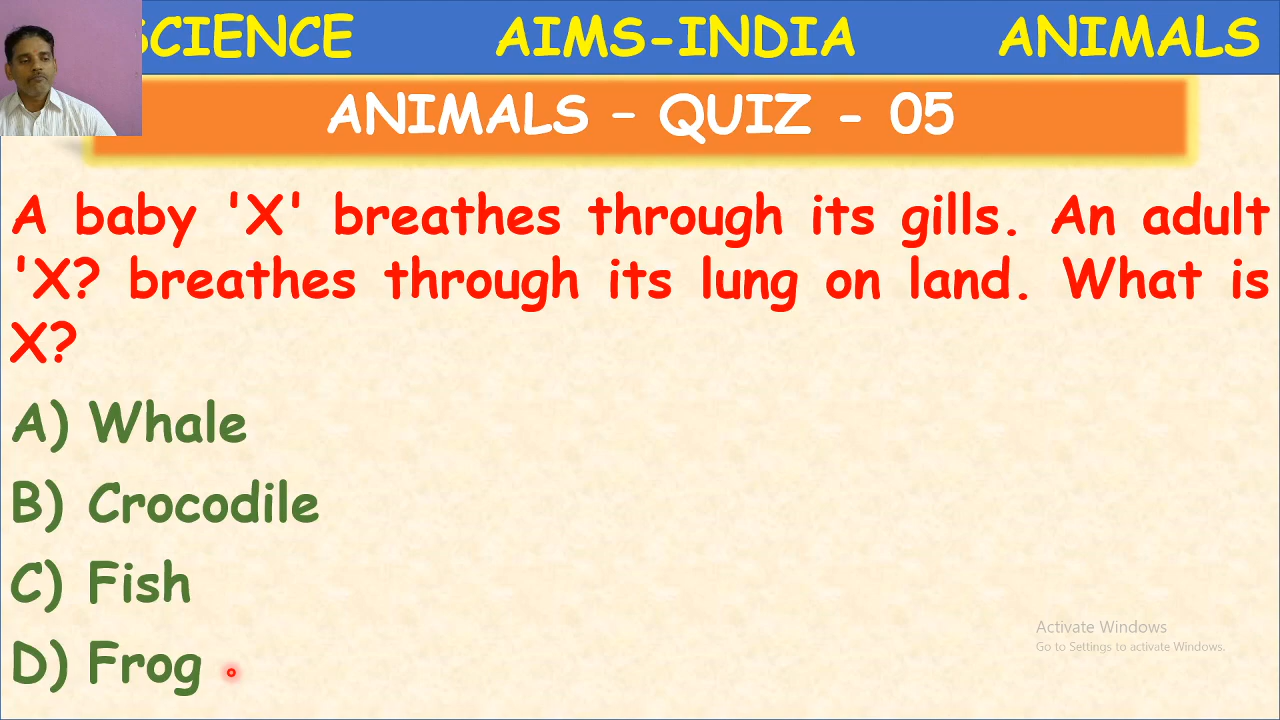 SCIENCE AIMS-INDIA ANIMALS
ANIMALS – QUIZ - 05
A baby 'X' breathes through its gills. An adult
'X? breathes through its lung on land. What is
X?
A) Whale
B) Crocodile
C) Fish
D) Frog
Activate Windows
Go to Settings to activate Windows.